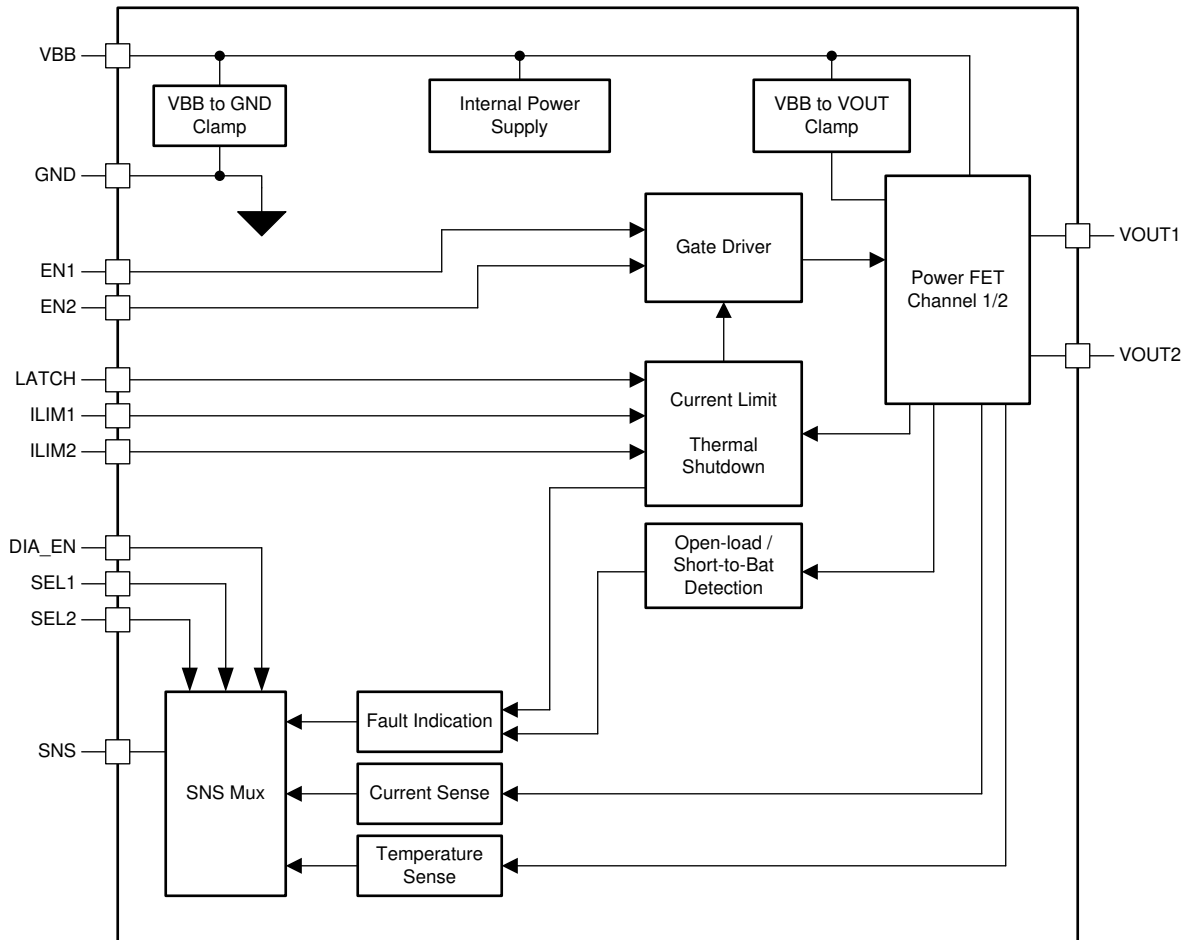 VBB
VBB to GND
Clamp
Internal Power
Supply
VBB to VOUT
Clamp
GND
Gate Driver
Power FET
Channel 1/2
VOUT1
VOUT2
EN1
EN2
LATCH
ILIM1
ILIM2
Current Limit
Thermal
Shutdown
DIA_EN
SEL1
SEL2
Open-load /
Short-to-Bat
Detection
SNS
SNS Mux
Fault Indication
Current Sense
Temperature
Sense